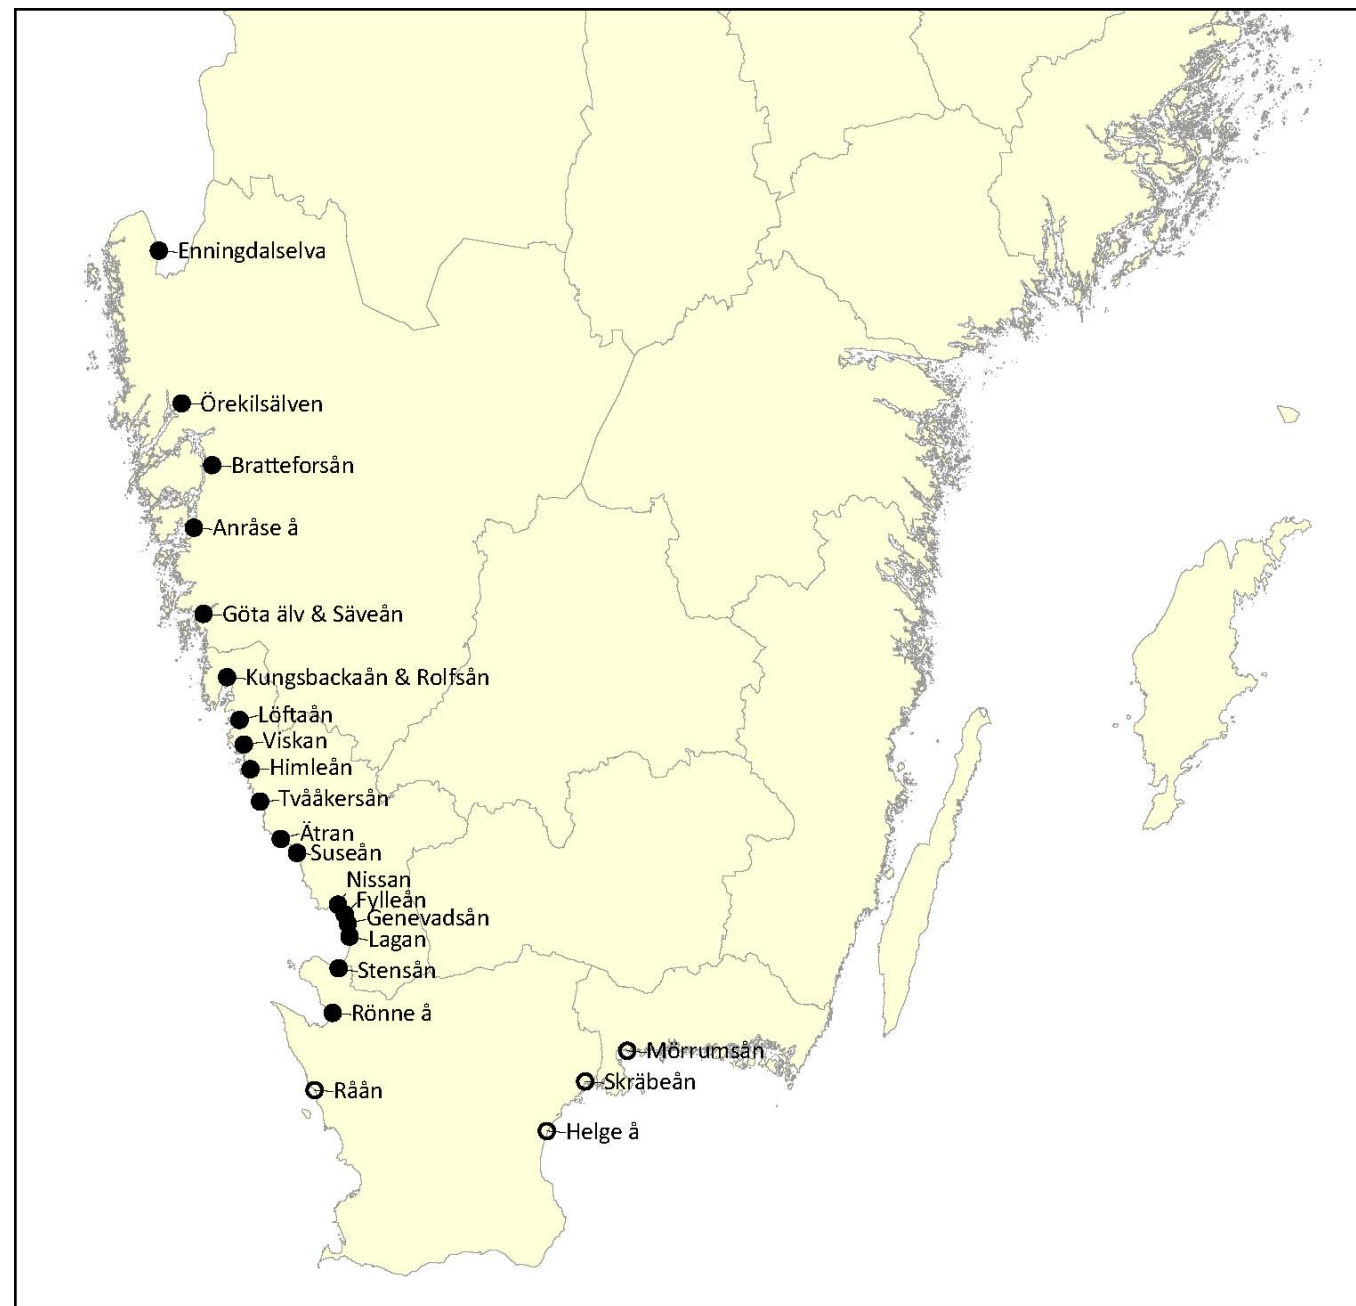 Enningdalselva
Örekilsälven
Bratteforsån
Anråse å
Göta älv & Säveån
Kungsbackaån & Rolfsån
Löftaån
Viskan
Himleån
Tvååkersån
Ätran
Suseån
Nissan
Fylleån
Genevadsån
Lagan
Stensån
Rönne å
Mörrumsån
Skräbeån
Råån
Helge å